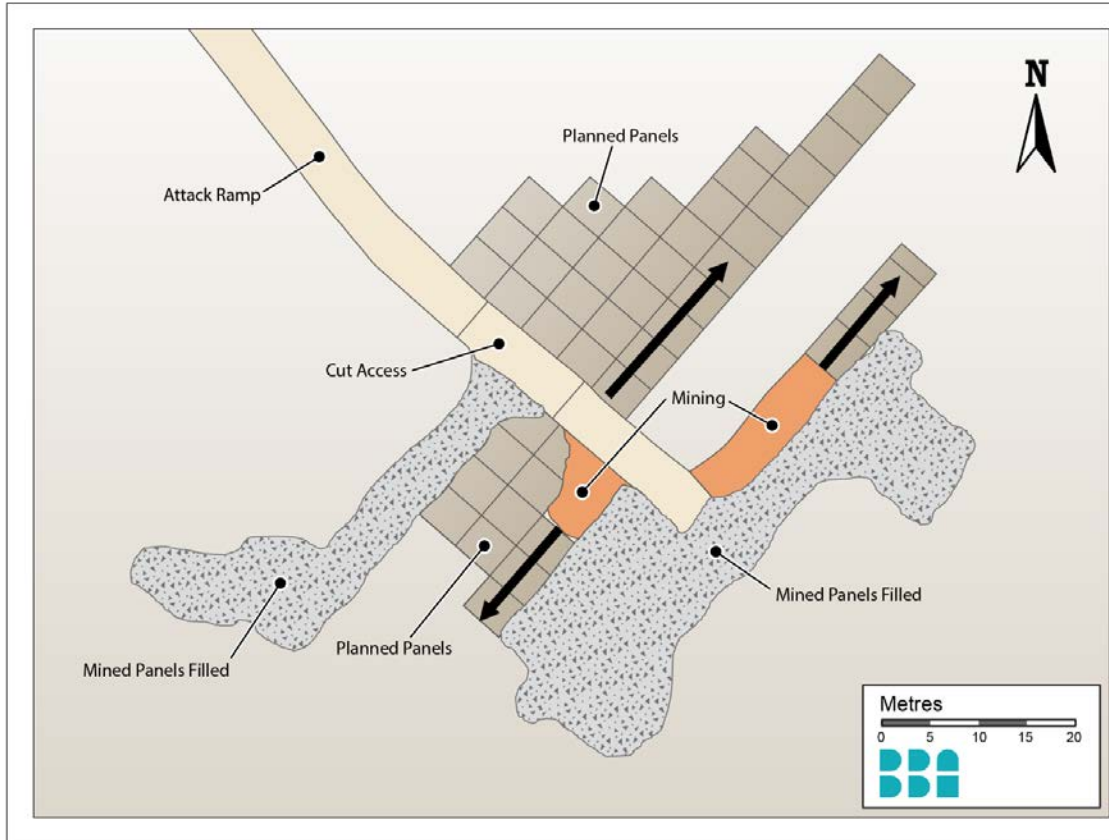 N
Planned Panels
Attack Ramp
Cut Access
Mining
Mined Panels Filled
Planned Panels
Mined Panels Filled
Metres
0 5 10 15 20